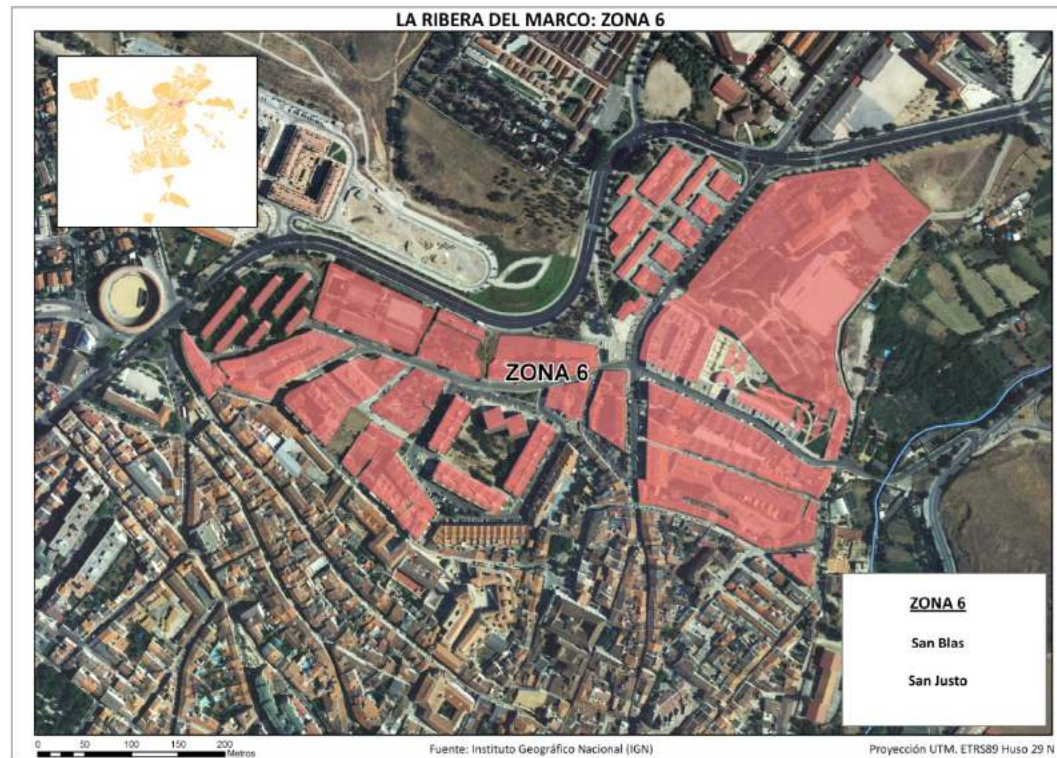 LA RIBERA DEL MARCO: ZONA 6
ZONA 6
ZONA 6
San Blas
San Justo
0 50 100 150 200
Metros
Fuente: Instituto Geográfico Nacional (IGN)
Proyección UTM. ETRS89 Huso 29 N